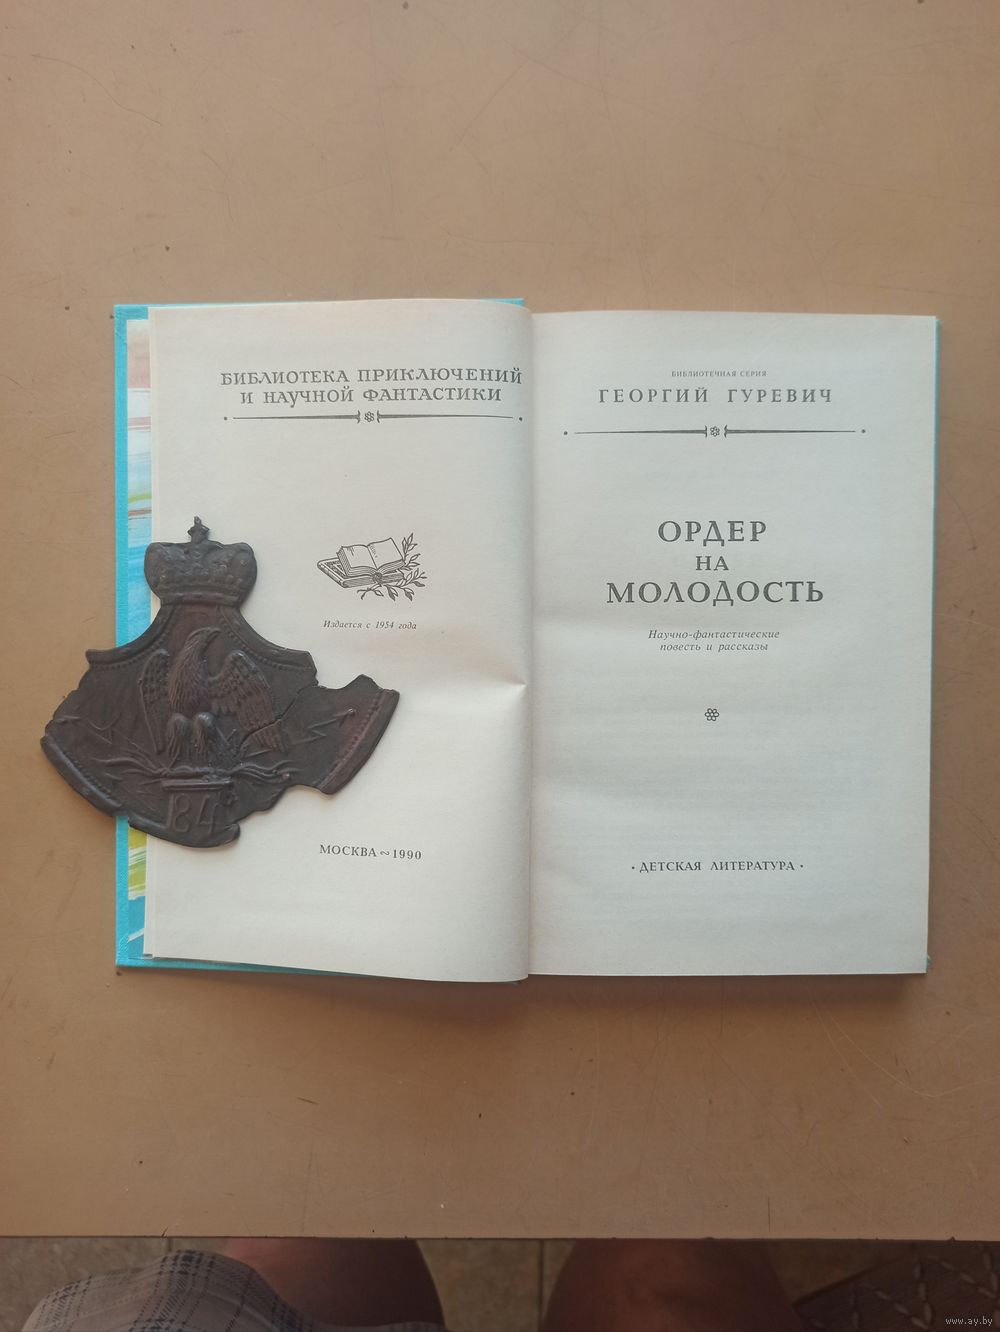 БИБЛИОТЕКА ПРИКЛЮЧЕНИЙ
И НАУЧНОЙ ФАНТАСТИКИ
Издается с 1954 года
84
МОСКВА ~ 1990
БИБЛИОТЕЧНАЯ СЕРИЯ
ГЕОРГИЙ ГУРЕВИЧ
ОРДЕР
НА
МОЛОДОСТЬ
Научно-фантастические
повесть и рассказы
• ДЕТСКАЯ ЛИТЕРАТУРА •
www.ay.by